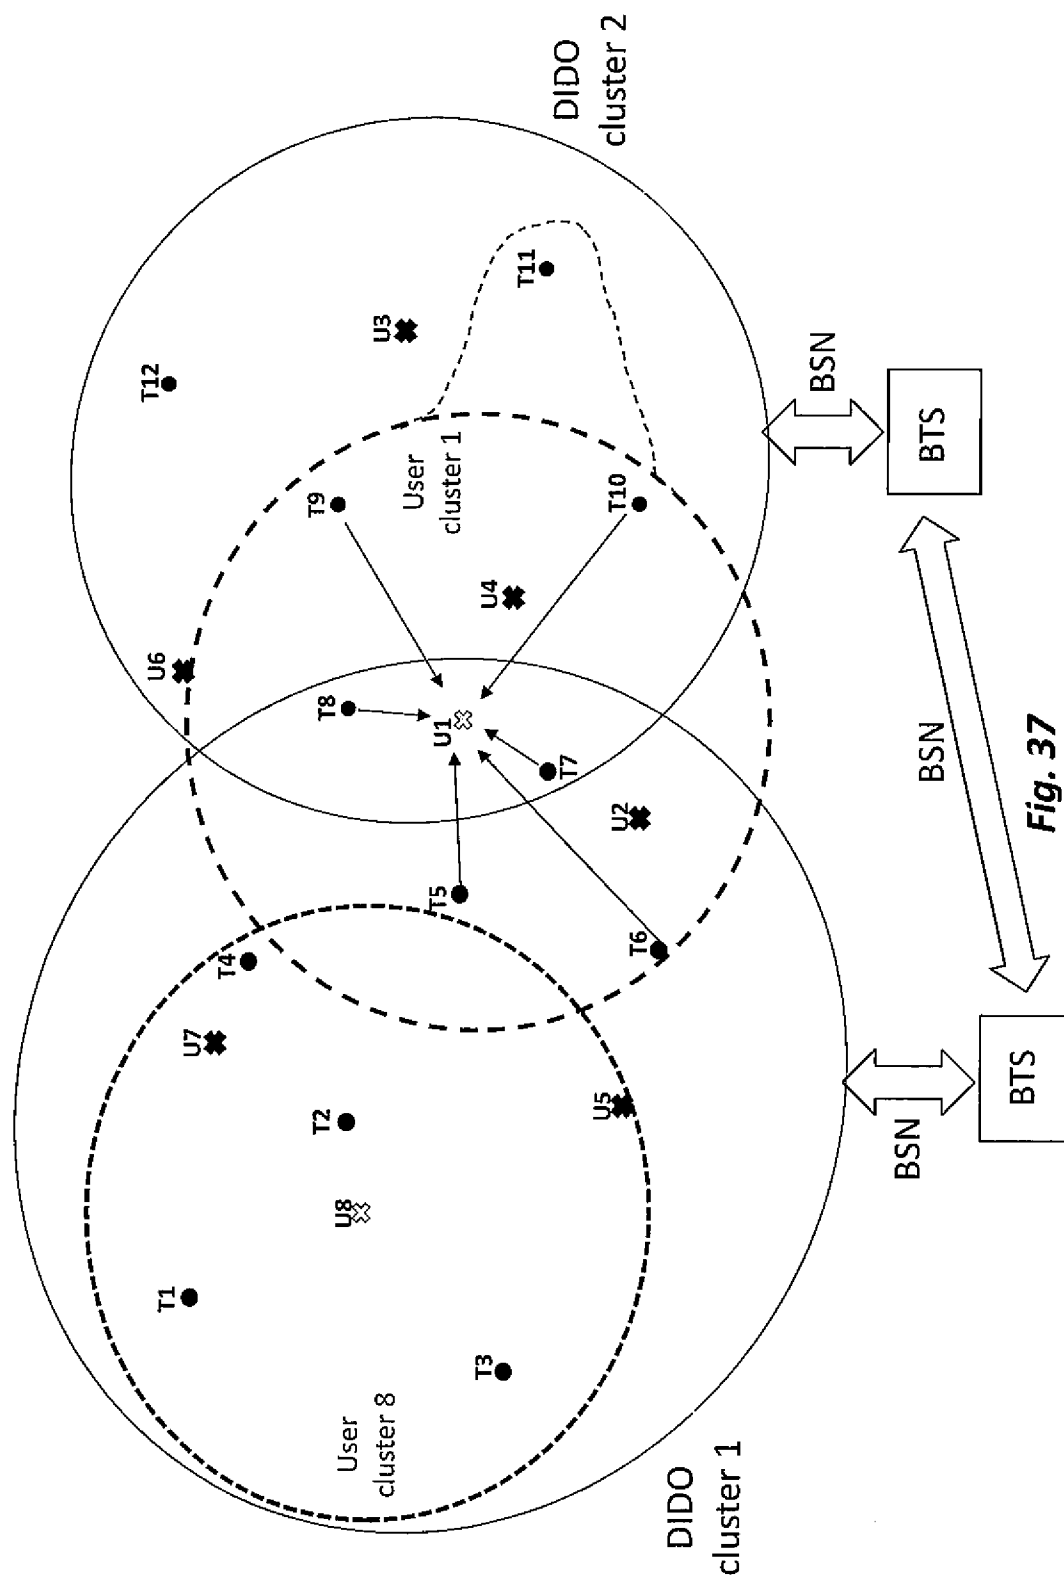 DIDO
cluster 2
T12
U3
T11
T9
User
cluster 1
T10
U6
U4
T8
U1
T7
U2
T5
T6
T4
U7
T2
U5
U8
T1
T3
User
cluster 8
DIDO
cluster 1
BSN
BTS
BSN
BSN
BTS
Fig. 37